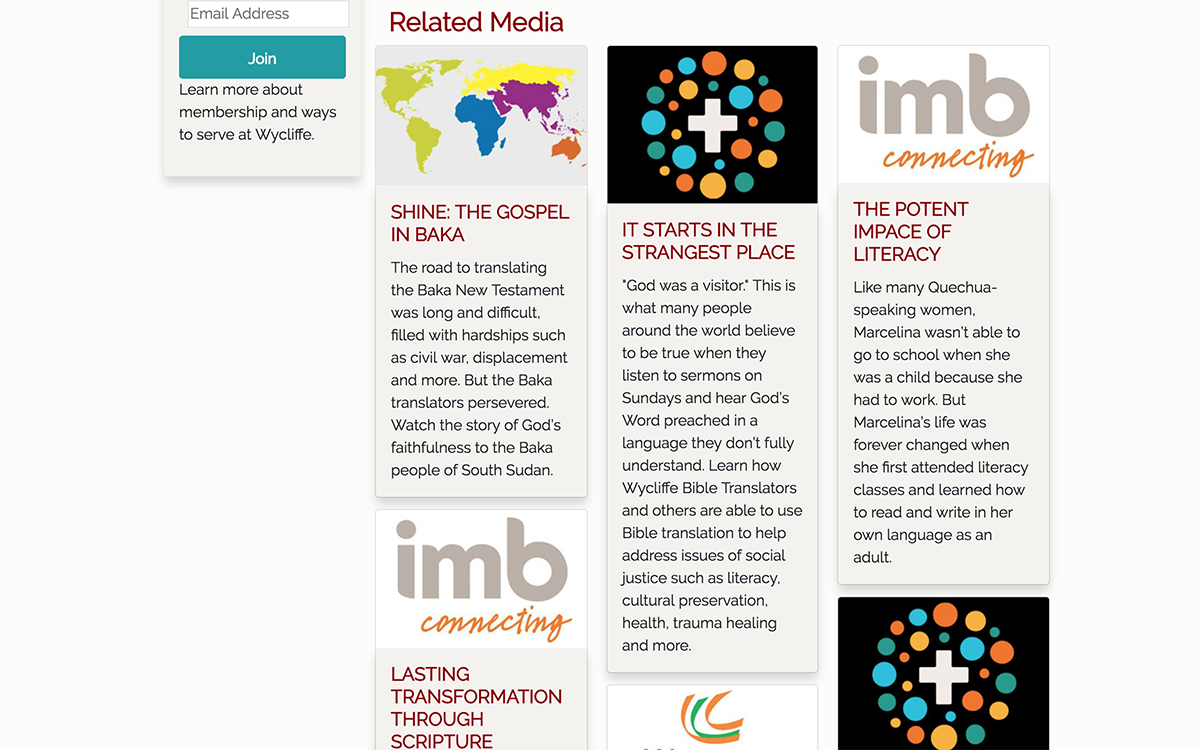 Email Address
Join
Learn more about
membership and ways
to serve at Wycliffe.
Related Media
SHINE: THE GOSPEL
IN BAKA
The road to translating
the Baka New Testament
was long and difficult,
filled with hardships such
as civil war, displacement
and more. But the Baka
translators persevered.
Watch the story of God's
faithfulness to the Baka
people of South Sudan.
imb
connecting
LASTING
TRANSFORMATION
THROUGH
SCRIPTURE
IT STARTS IN THE
STRANGEST PLACE
"God was a visitor." This is
what many people
around the world believe
to be true when they
listen to sermons on
Sundays and hear God's
Word preached in a
language they don't fully
understand. Learn how
Wycliffe Bible Translators
and others are able to use
Bible translation to help
address issues of social
justice such as literacy,
cultural preservation,
health, trauma healing
and more.
imb
connecting
THE POTENT
IMPACE OF
LITERACY
Like many Quechua-
speaking women,
Marcelina wasn't able to
go to school when she
was a child because she
had to work. But
Marcelina's life was
forever changed when
she first attended literacy
classes and learned how
to read and write in her
own language as an
adult.